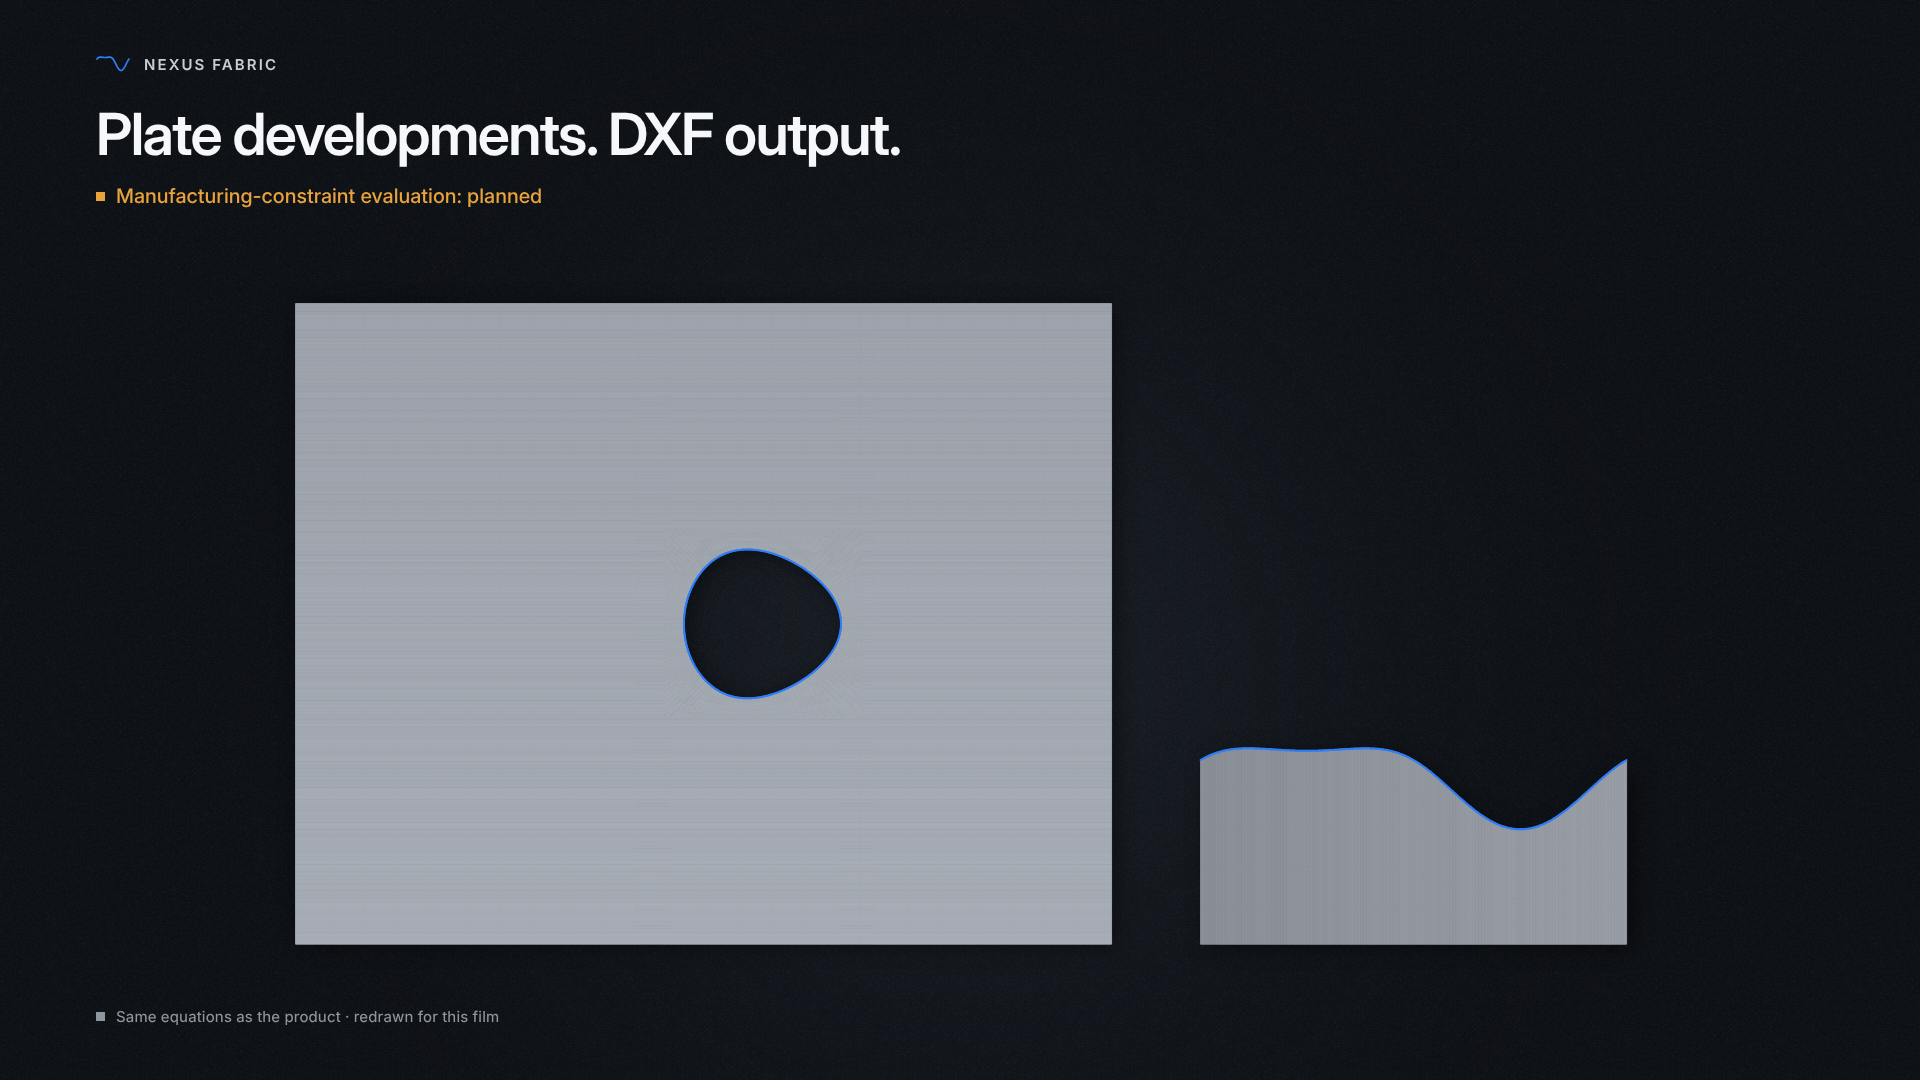 NEXUS FABRIC
Plate developments. DXF output.
Manufacturing-constraint evaluation: planned
Same equations as the product · redrawn for this film